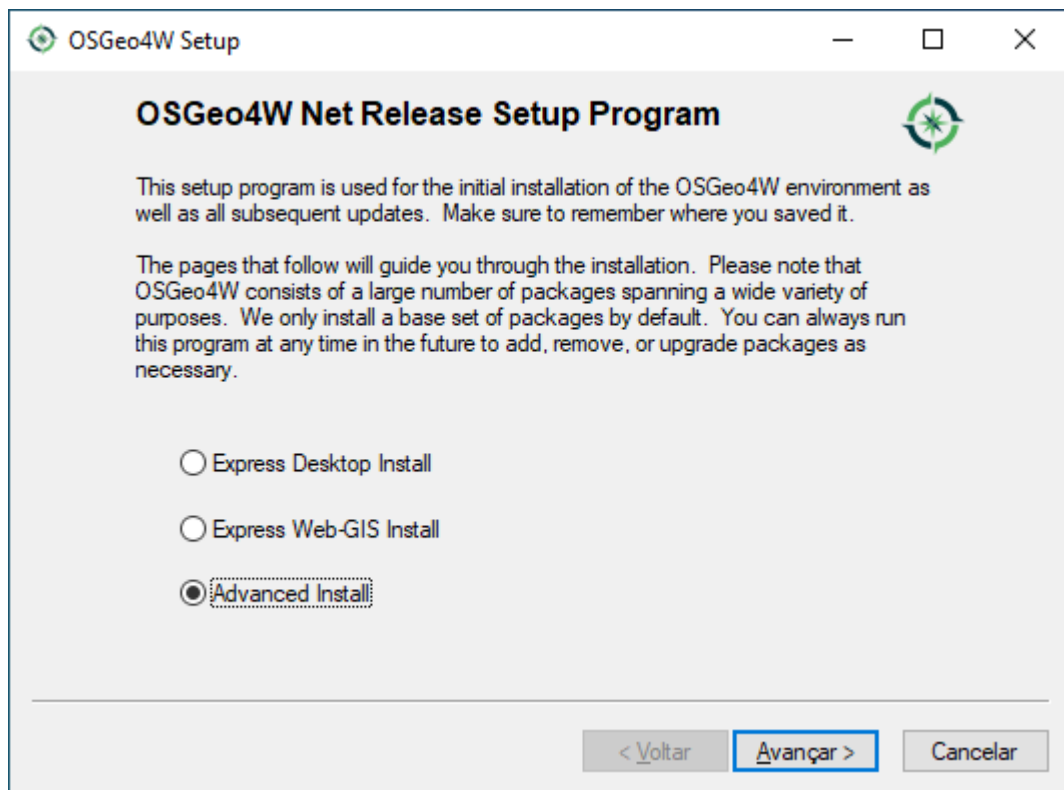 OSGeo4W Setup
OSGeo4W Net Release Setup Program
This setup program is used for the initial installation of the OSGeo4W environment as
well as all subsequent updates.  Make sure to remember where you saved it.
The pages that follow will guide you through the installation.  Please note that
OSGeo4W consists of a large number of packages spanning a wide variety of
purposes.  We only install a base set of packages by default.  You can always run
this program at any time in the future to add, remove, or upgrade packages as
necessary.
Express Desktop Install
Express Web-GIS Install
Advanced Install
< Voltar
Avançar >
Cancelar